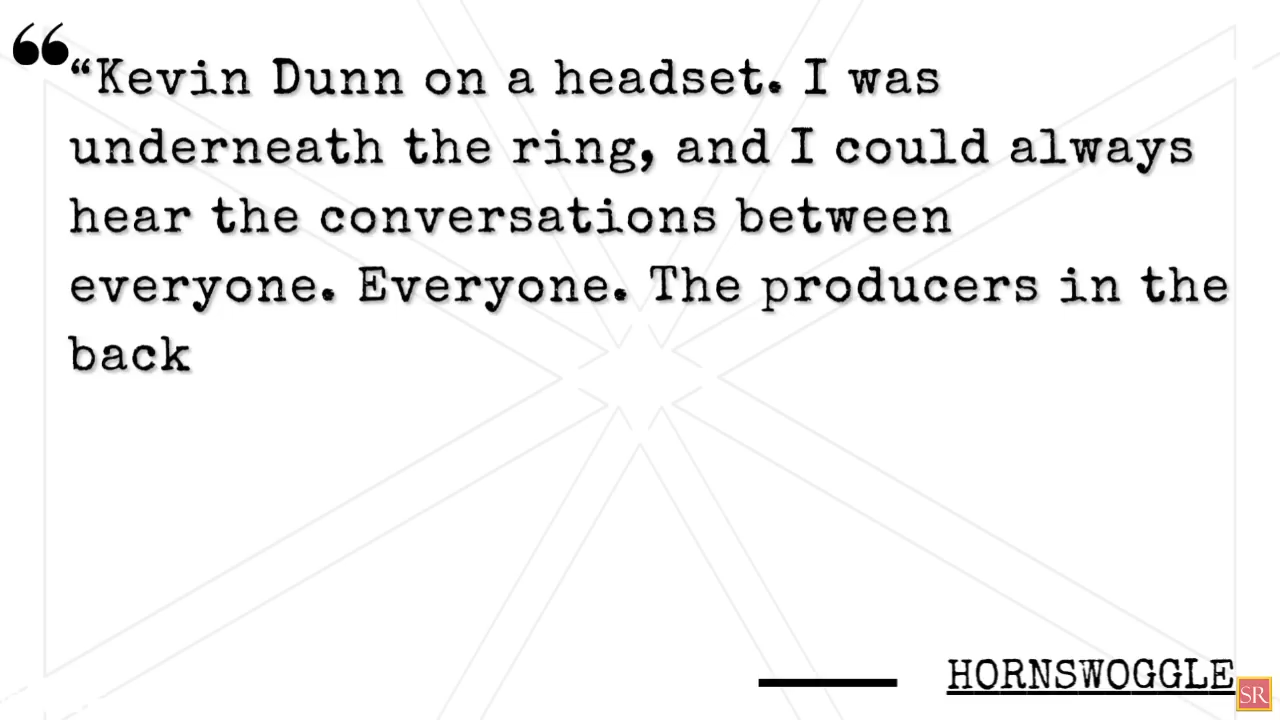 ❝“Kevin Dunn on a headset. I was
underneath the ring, and I could always
hear the conversations between
everyone. Everyone. The producers in the
back
HORNSWOGGLE
SR